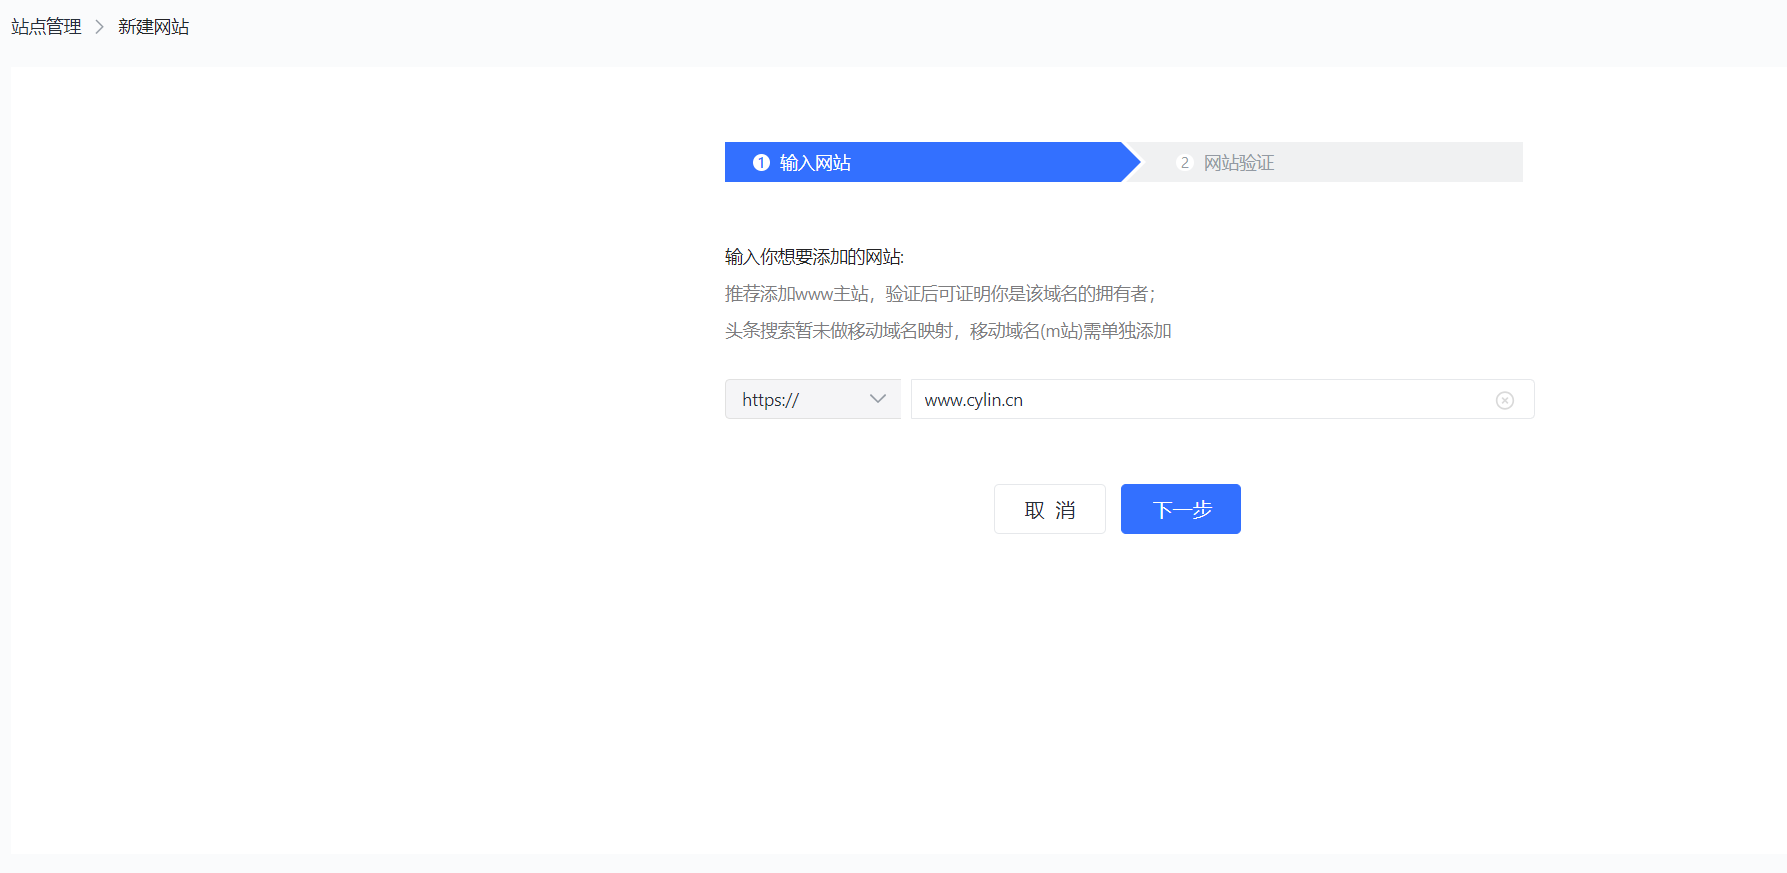 站点管理 > 新建网站
1 输入网站
2 网站验证
输入你想要添加的网站:
推荐添加www主站，验证后可证明你是该域名的拥有者；
头条搜索暂未做移动域名映射，移动域名(m站)需单独添加
https://
www.cylin.cn
取 消
下一步